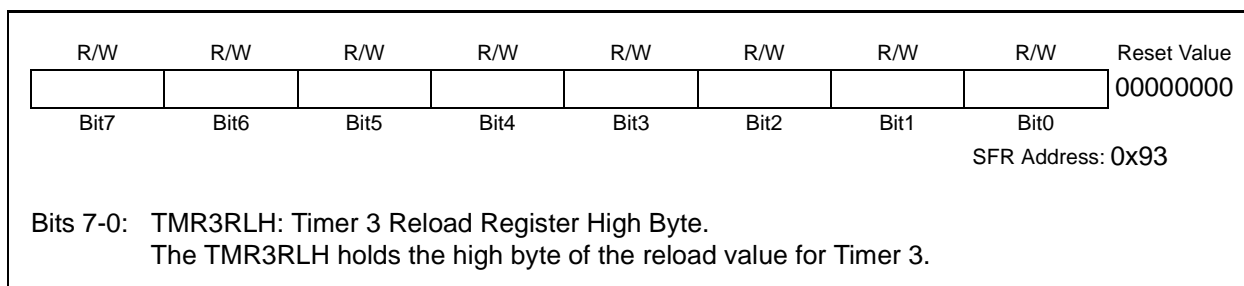 R/W R/W R/W R/W R/W R/W R/W R/W Reset Value
00000000
Bit7 Bit6 Bit5 Bit4 Bit3 Bit2 Bit1 Bit0
SFR Address: 0x93
Bits 7-0: TMR3RLH: Timer 3 Reload Register High Byte.
The TMR3RLH holds the high byte of the reload value for Timer 3.